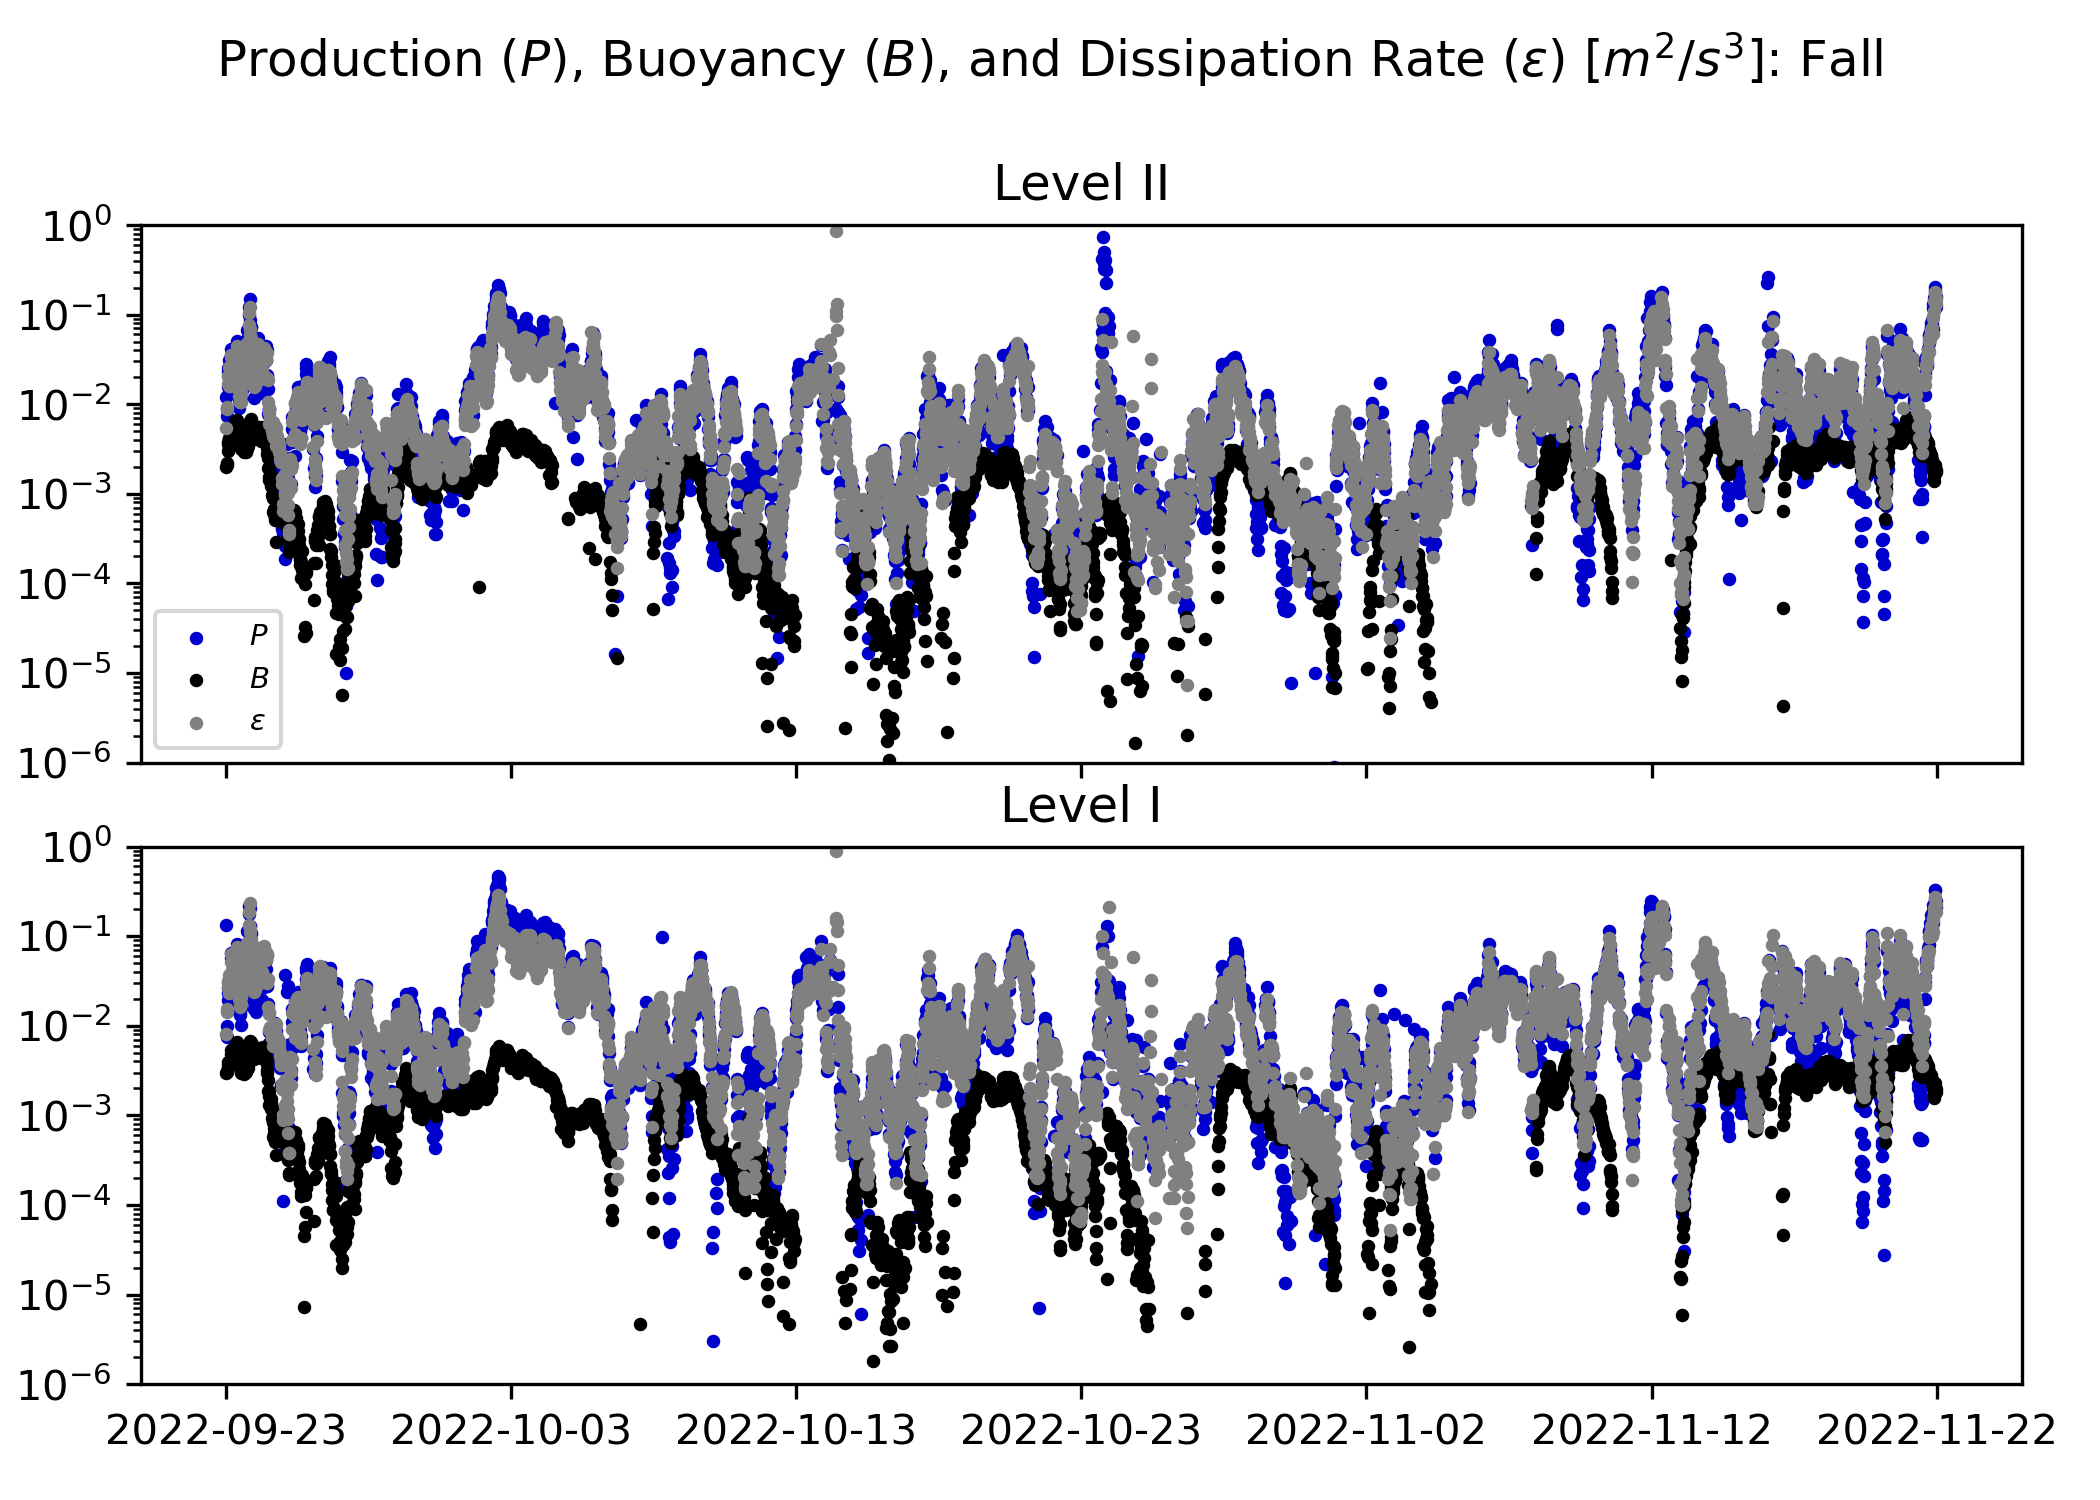 Production (P), Buoyancy (B), and Dissipation Rate (ε) [m²/s³]: Fall
Level II
10⁰
10⁻¹
10⁻²
10⁻³
10⁻⁴
10⁻⁵
10⁻⁶
P
B
ε
Level I
10⁰
10⁻¹
10⁻²
10⁻³
10⁻⁴
10⁻⁵
10⁻⁶
2022-09-23 2022-10-03 2022-10-13 2022-10-23 2022-11-02 2022-11-12 2022-11-22